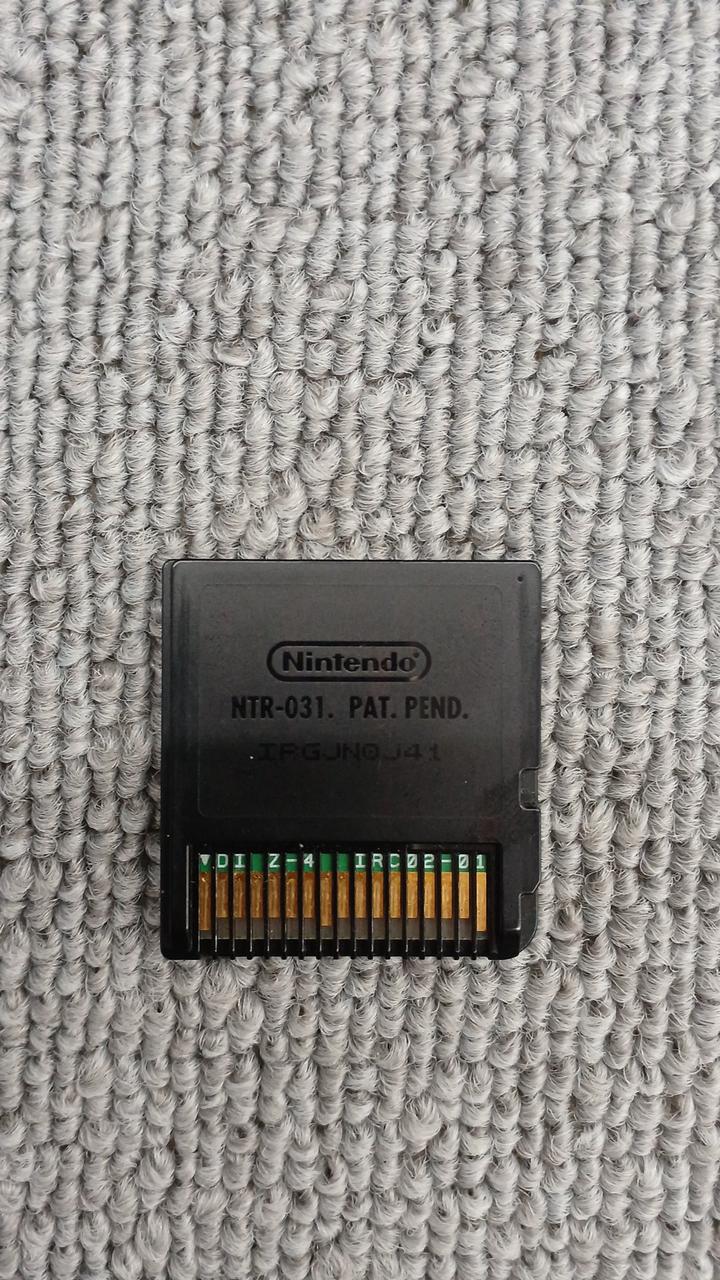 Nintendo®
NTR-031. PAT. PEND.
IRGJN0J41
▼DI Z-4 IRC02-01